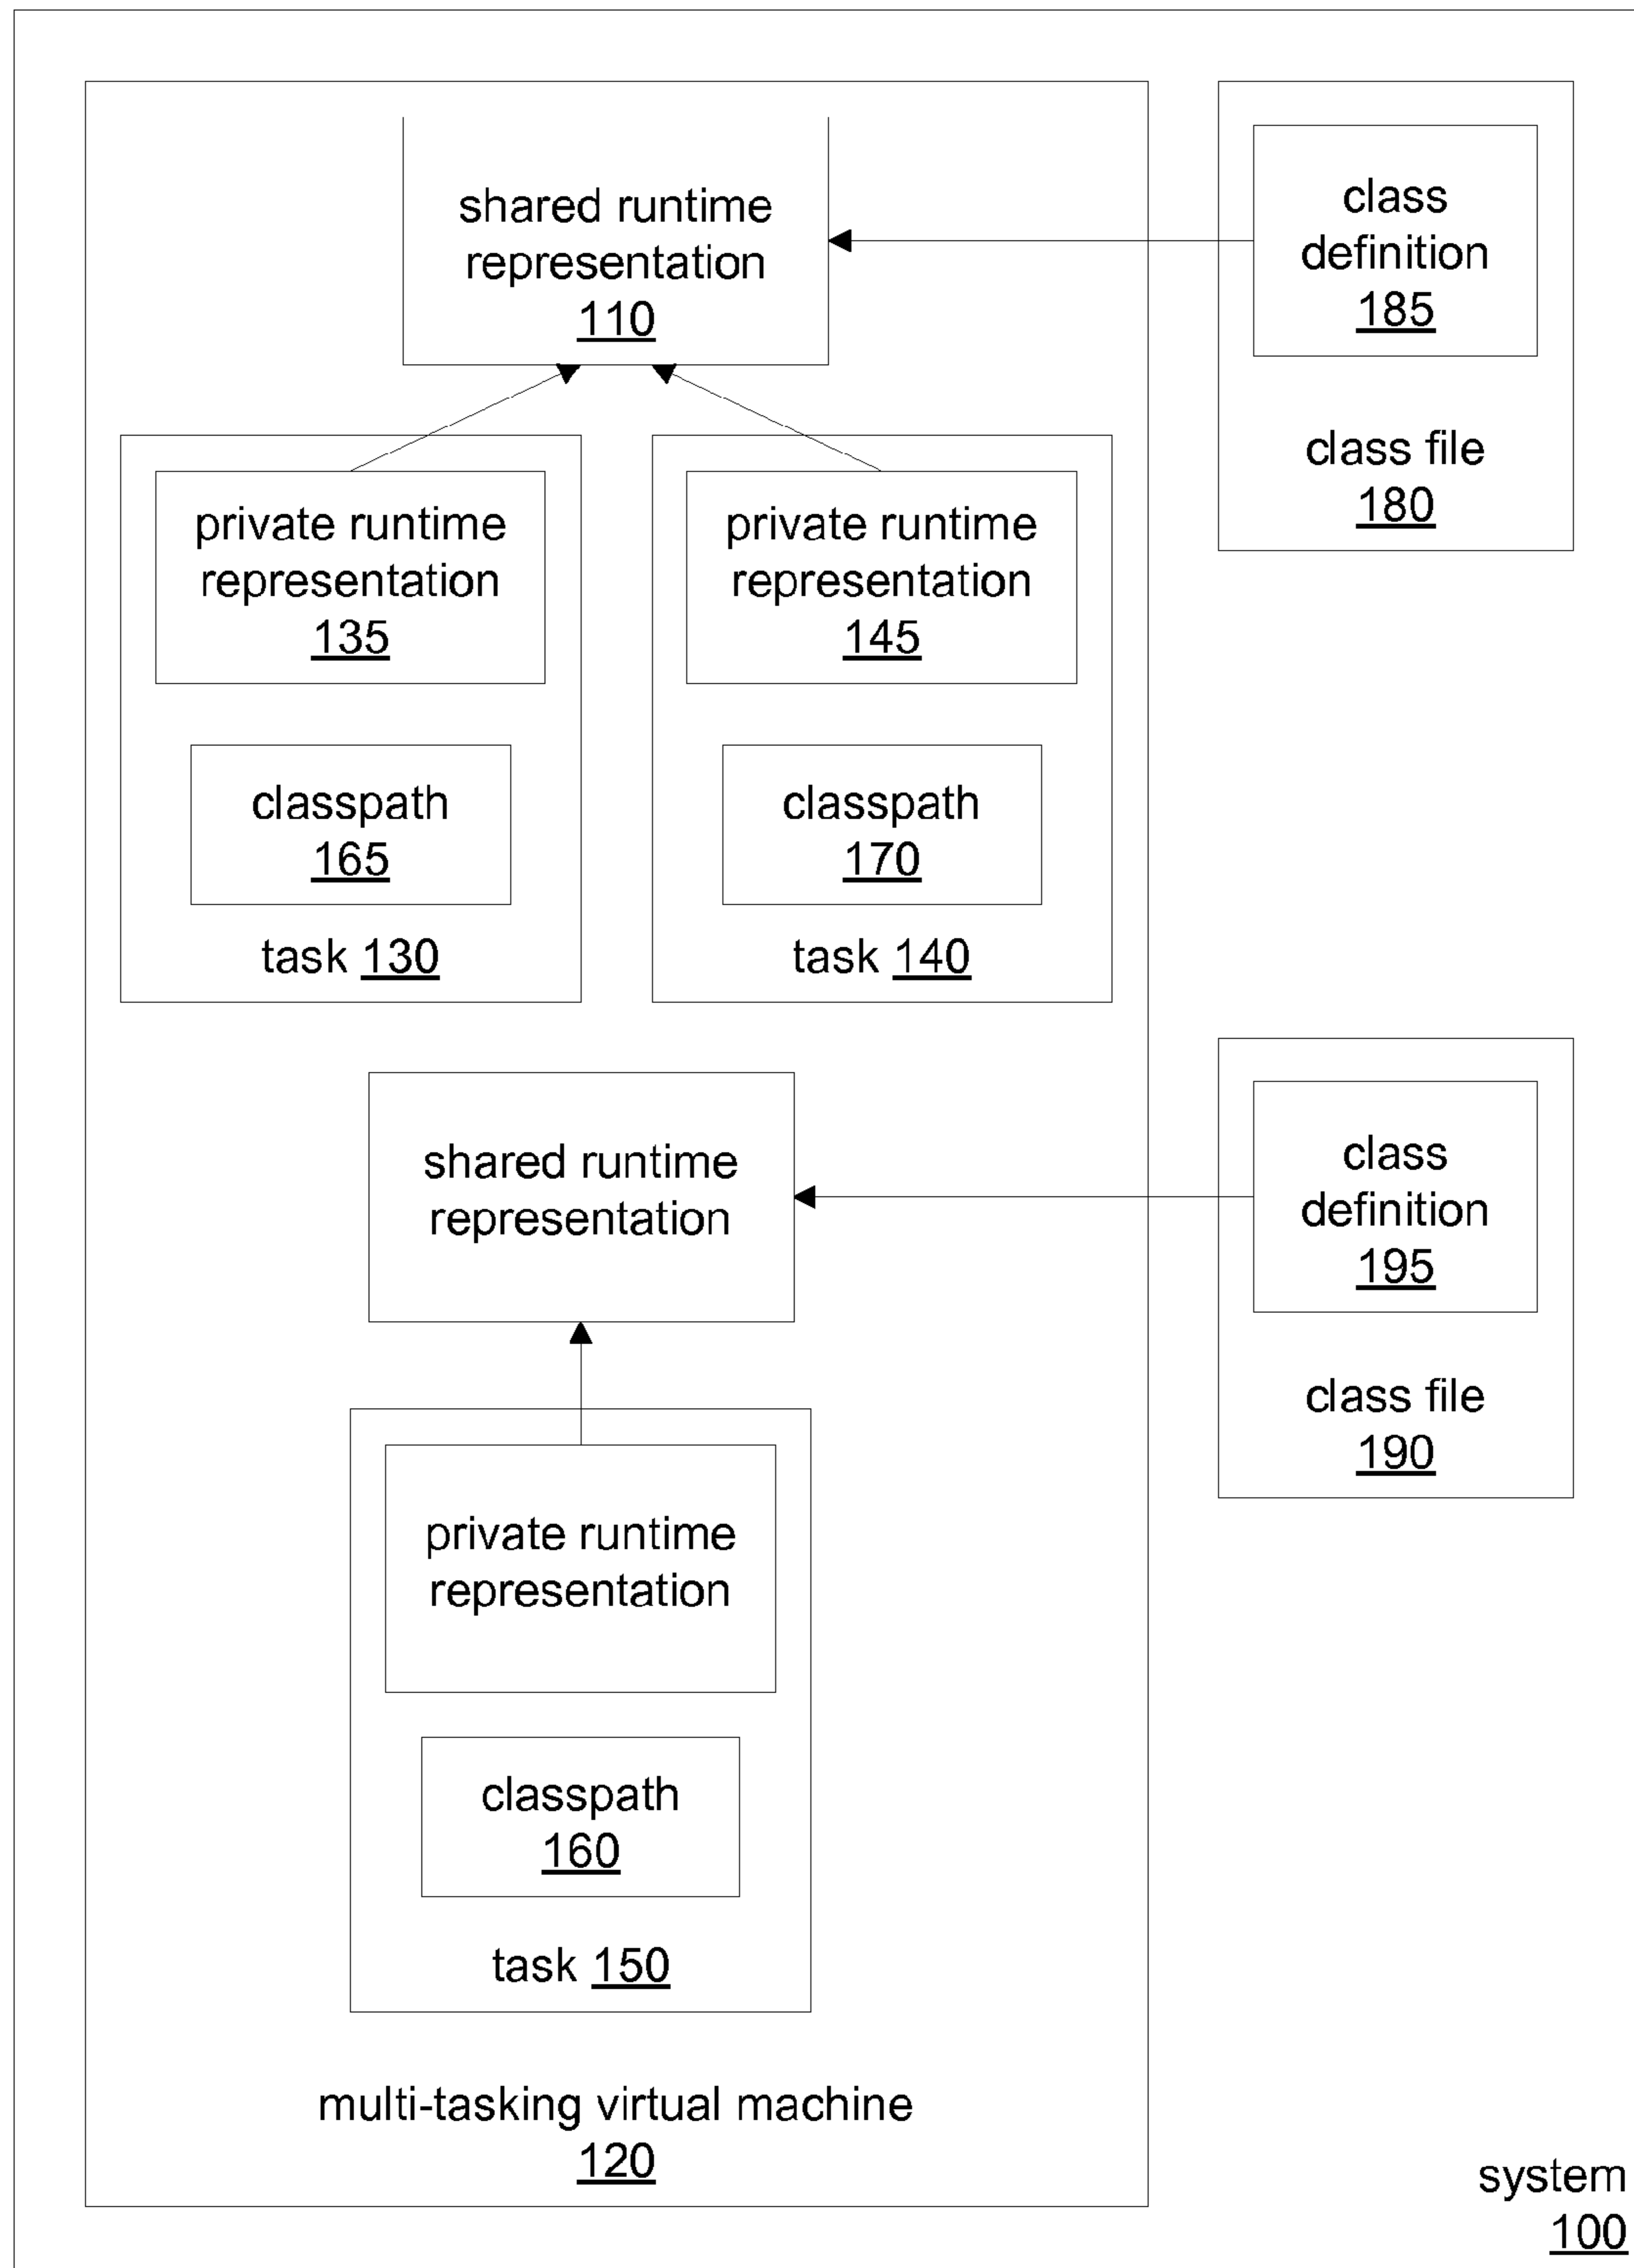 shared runtime
representation
110
class
definition
185
class file
180
private runtime
representation
135
classpath
165
task 130
private runtime
representation
145
classpath
170
task 140
shared runtime
representation
class
definition
195
class file
190
private runtime
representation
classpath
160
task 150
multi-tasking virtual machine
120
system
100